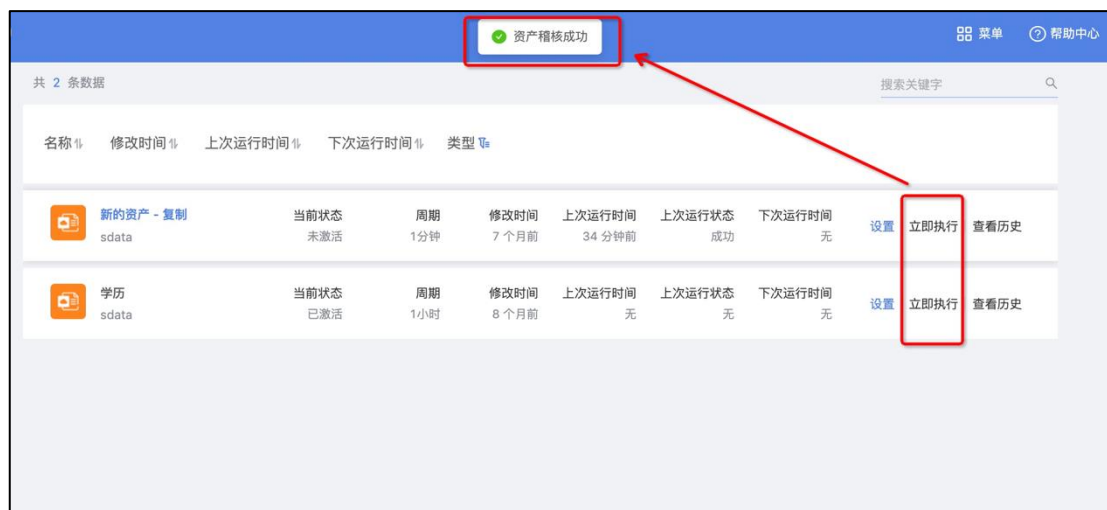 资产稽核成功
菜单 帮助中心
共 2 条数据 搜索关键字
名称 修改时间 上次运行时间 下次运行时间 类型
新的资产 - 复制 当前状态 周期 修改时间 上次运行时间 上次运行状态 下次运行时间 设置 立即执行 查看历史
sdata 未激活 1分钟 7 个月前 34 分钟前 成功 无
学历 当前状态 周期 修改时间 上次运行时间 上次运行状态 下次运行时间 设置 立即执行 查看历史
sdata 已激活 1小时 8 个月前 无 无 无